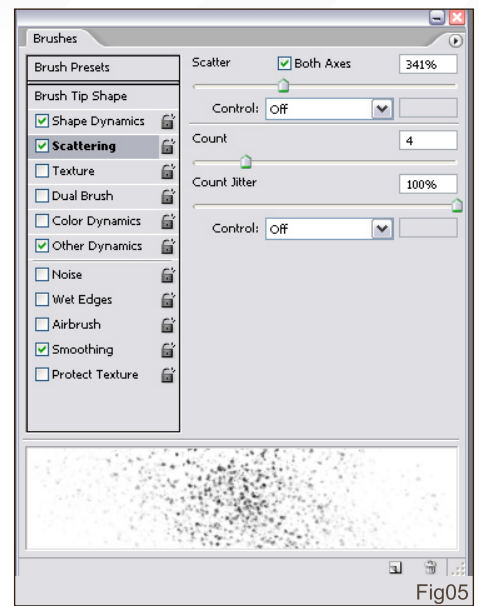 Brushes
Brush Presets
Brush Tip Shape
Shape Dynamics
Scattering
Texture
Dual Brush
Color Dynamics
Other Dynamics
Noise
Wet Edges
Airbrush
Smoothing
Protect Texture
Scatter Both Axes 341%
Control: Off
Count 4
Count Jitter 100%
Control: Off
Fig05